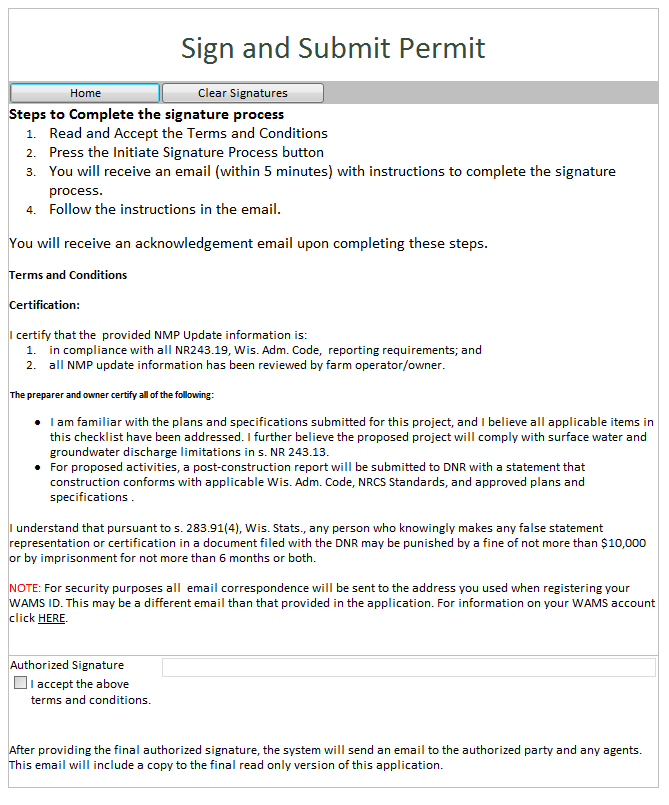 Sign and Submit Permit
Home
Clear Signatures
Steps to Complete the signature process
1. Read and Accept the Terms and Conditions
2. Press the Initiate Signature Process button
3. You will receive an email (within 5 minutes) with instructions to complete the signature
process.
4. Follow the instructions in the email.
You will receive an acknowledgement email upon completing these steps.
Terms and Conditions
Certification:
I certify that the provided NMP Update information is:
1. in compliance with all NR243.19, Wis. Adm. Code, reporting requirements; and
2. all NMP update information has been reviewed by farm operator/owner.
The preparer and owner certify all of the following:
• I am familiar with the plans and specifications submitted for this project, and I believe all applicable items in
this checklist have been addressed. I further believe the proposed project will comply with surface water and
groundwater discharge limitations in s. NR 243.13.
• For proposed activities, a post-construction report will be submitted to DNR with a statement that
construction conforms with applicable Wis. Adm. Code, NRCS Standards, and approved plans and
specifications .
I understand that pursuant to s. 283.91(4), Wis. Stats., any person who knowingly makes any false statement
representation or certification in a document filed with the DNR may be punished by a fine of not more than $10,000
or by imprisonment for not more than 6 months or both.
NOTE: For security purposes all email correspondence will be sent to the address you used when registering your
WAMS ID. This may be a different email than that provided in the application. For information on your WAMS account
click HERE.
Authorized Signature
I accept the above
terms and conditions.
After providing the final authorized signature, the system will send an email to the authorized party and any agents.
This email will include a copy to the final read only version of this application.